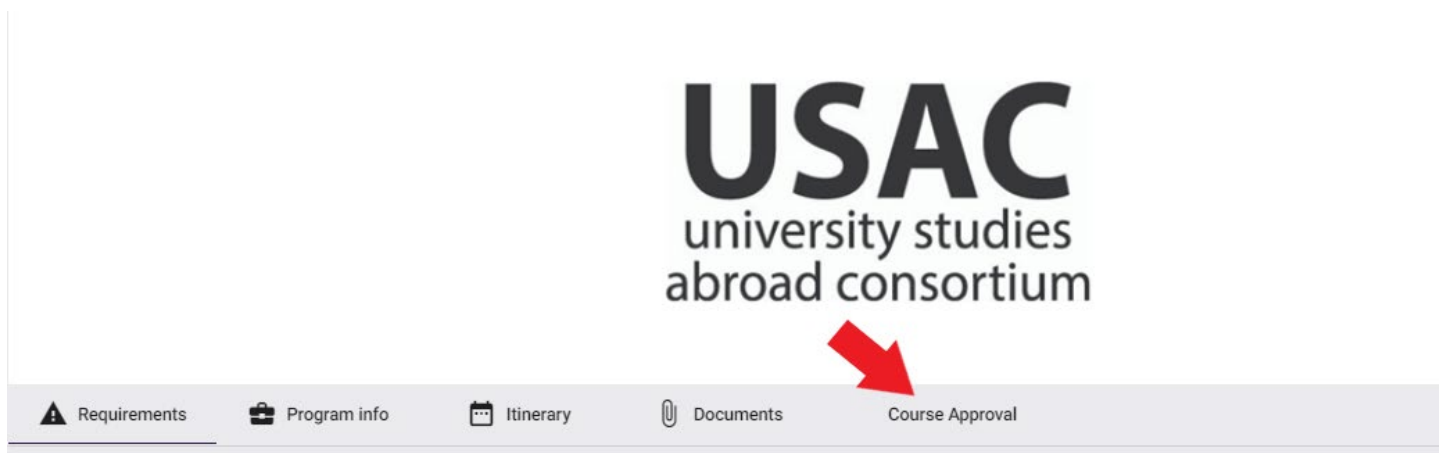 USAC
university studies
abroad consortium
Requirements Program info Itinerary Documents Course Approval